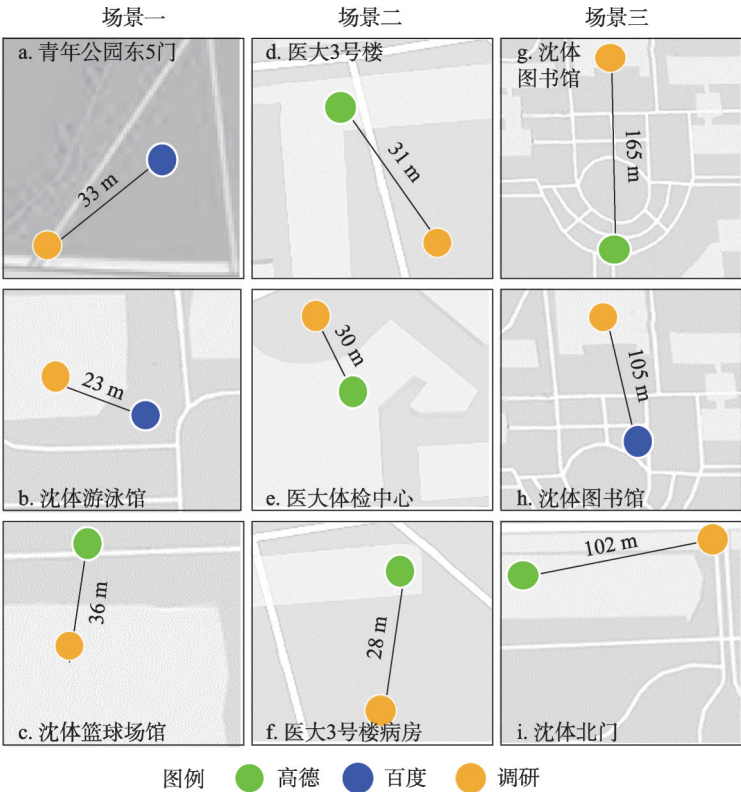 场景一
场景二
场景三
a. 青年公园东5门
33 m
d. 医大3号楼
31 m
g. 沈体
图书馆
165 m
23 m
b. 沈体游泳馆
30 m
e. 医大体检中心
105 m
h. 沈体图书馆
36 m
c. 沈体篮球场馆
28 m
f. 医大3号楼病房
102 m
i. 沈体北门
图例 高德 百度 调研